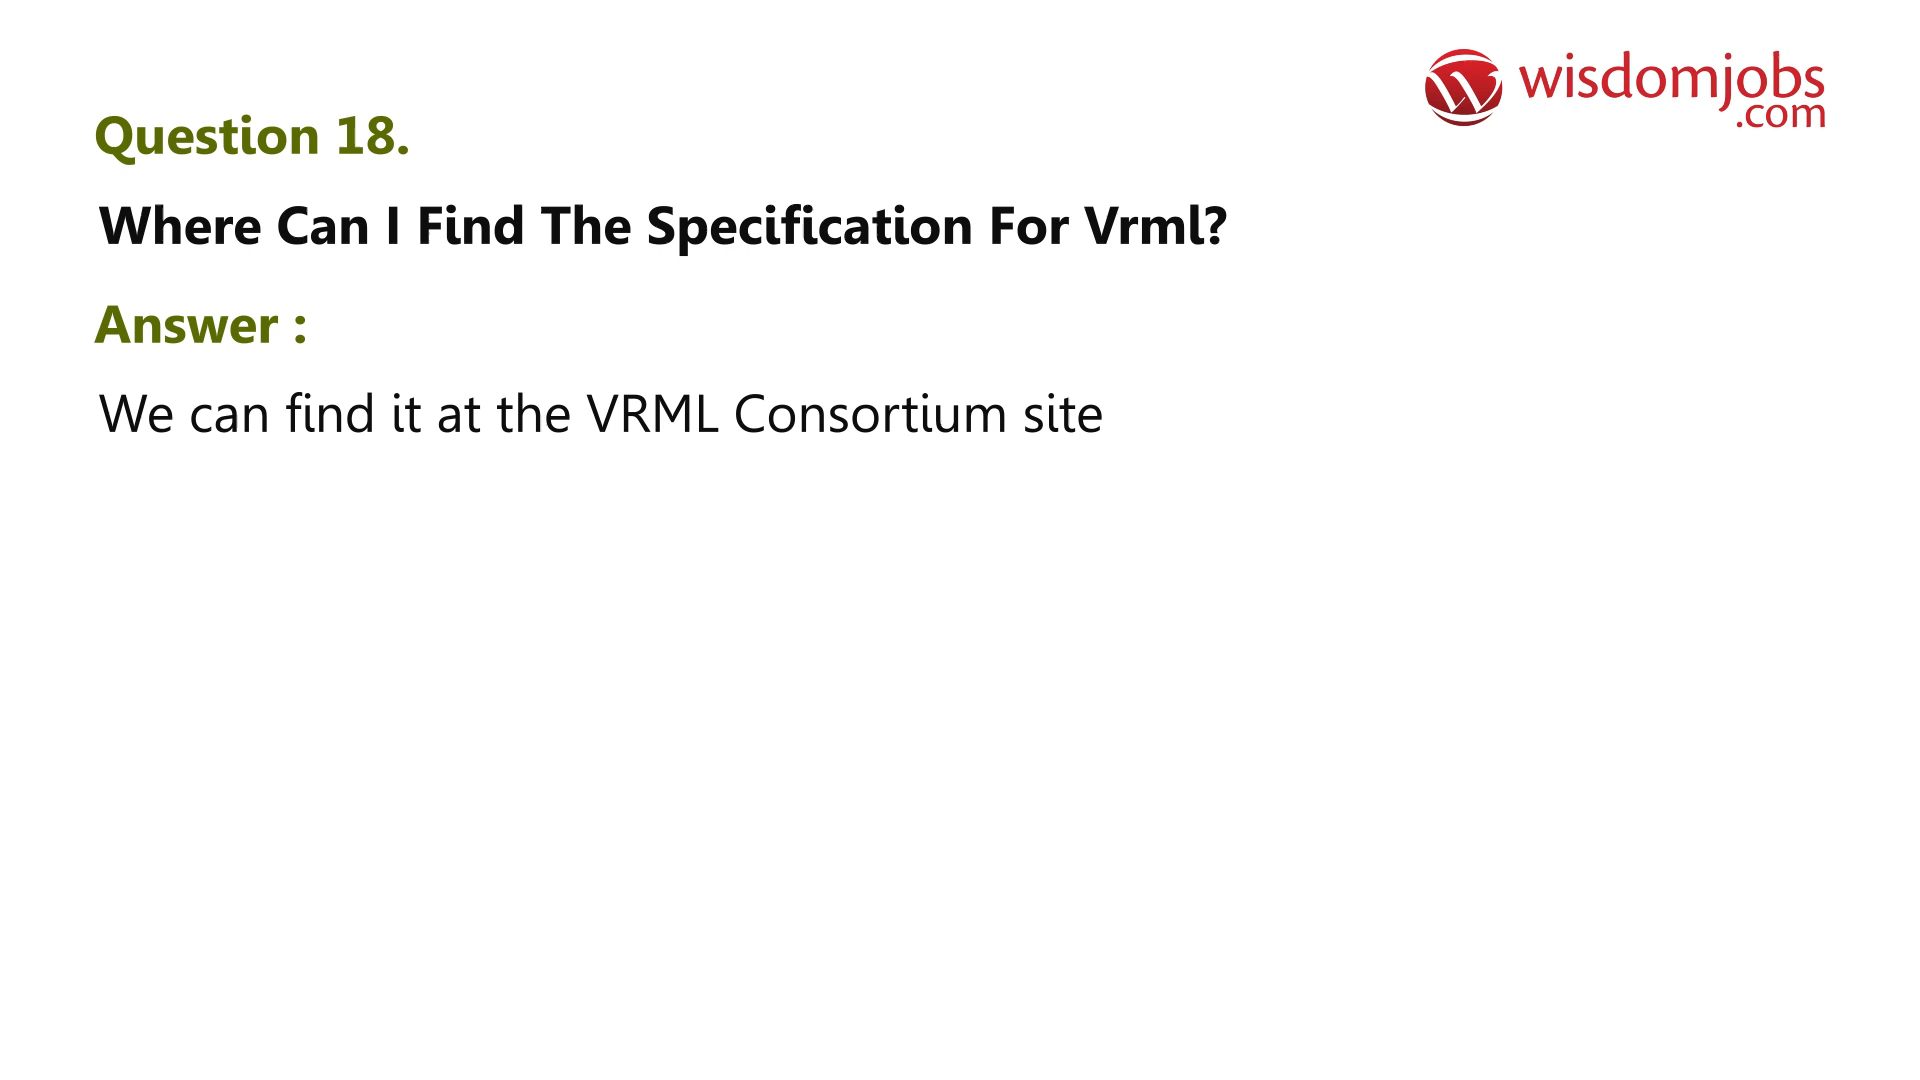 wisdomjobs
.com
Question 18.
Where Can I Find The Specification For Vrml?
Answer :
We can find it at the VRML Consortium site